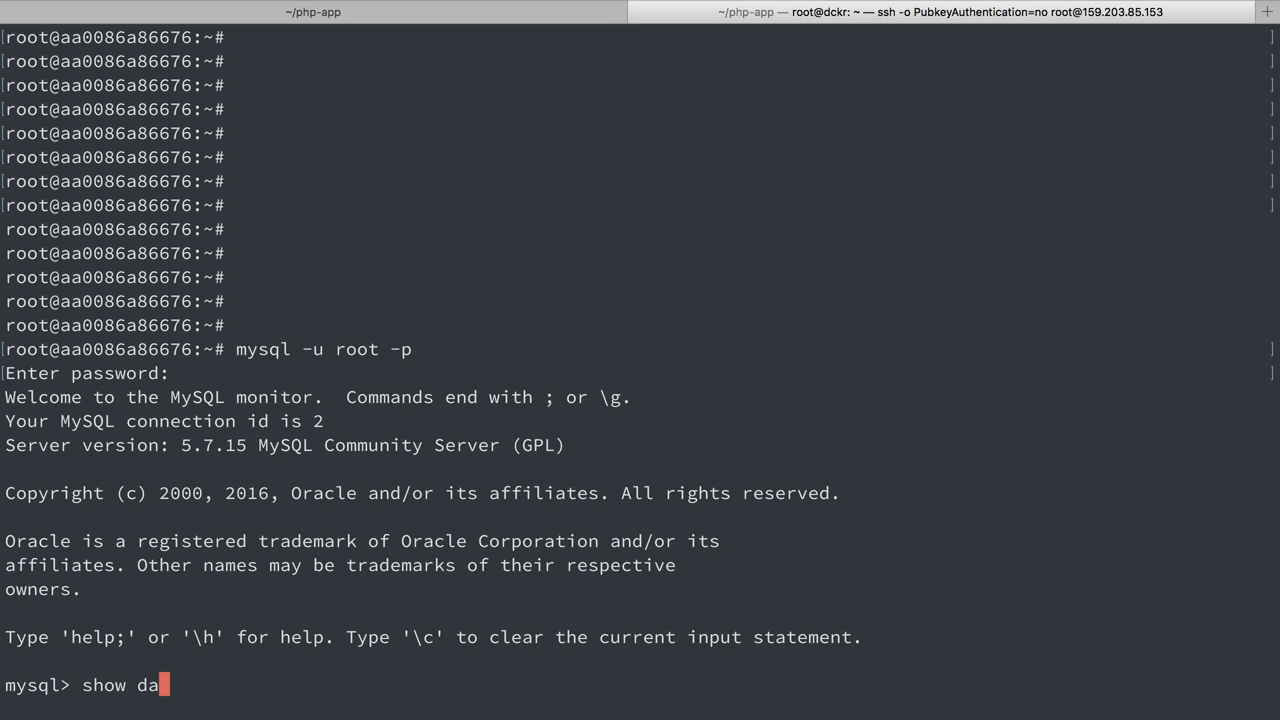 ~/php-app
~/php-app — root@dckr: ~ — ssh -o PubkeyAuthentication=no root@159.203.85.153 +
[root@aa0086a86676:~# ]
[root@aa0086a86676:~# ]
[root@aa0086a86676:~# ]
[root@aa0086a86676:~# ]
[root@aa0086a86676:~# ]
[root@aa0086a86676:~# ]
[root@aa0086a86676:~# ]
[root@aa0086a86676:~# ]
root@aa0086a86676:~#
root@aa0086a86676:~#
root@aa0086a86676:~#
root@aa0086a86676:~#
root@aa0086a86676:~#
[root@aa0086a86676:~# mysql -u root -p ]
[Enter password: ]
Welcome to the MySQL monitor.  Commands end with ; or \g.
Your MySQL connection id is 2
Server version: 5.7.15 MySQL Community Server (GPL)
Copyright (c) 2000, 2016, Oracle and/or its affiliates. All rights reserved.
Oracle is a registered trademark of Oracle Corporation and/or its
affiliates. Other names may be trademarks of their respective
owners.
Type 'help;' or '\h' for help. Type '\c' to clear the current input statement.
mysql> show da